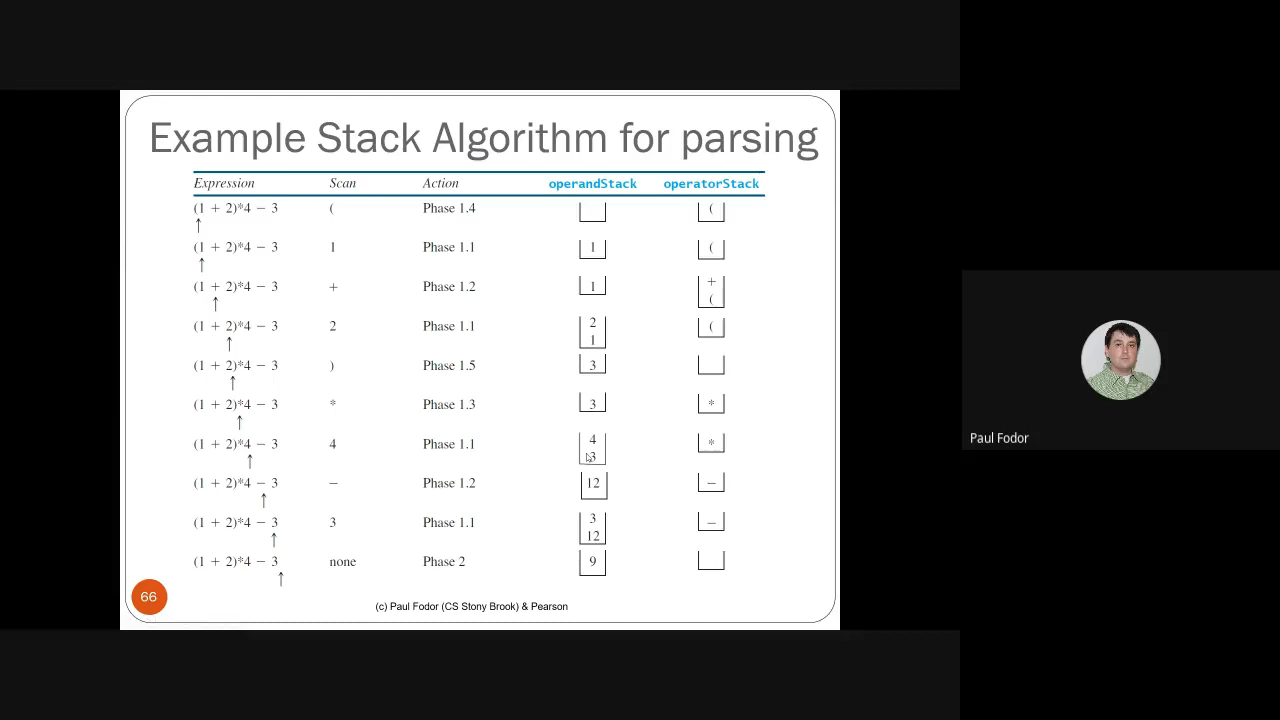 Example Stack Algorithm for parsing
Expression Scan Action operandStack operatorStack
(1 + 2)*4 − 3 ( Phase 1.4 (
↑
(1 + 2)*4 − 3 1 Phase 1.1 1 (
↑
(1 + 2)*4 − 3 + Phase 1.2 1 + (
↑
(1 + 2)*4 − 3 2 Phase 1.1 2 1 (
↑
(1 + 2)*4 − 3 ) Phase 1.5 3
↑
(1 + 2)*4 − 3 * Phase 1.3 3 *
↑
(1 + 2)*4 − 3 4 Phase 1.1 4 3 *
↑
(1 + 2)*4 − 3 − Phase 1.2 12 −
↑
(1 + 2)*4 − 3 3 Phase 1.1 3 12 −
↑
(1 + 2)*4 − 3 none Phase 2 9
↑
66
(c) Paul Fodor (CS Stony Brook) & Pearson
Paul Fodor